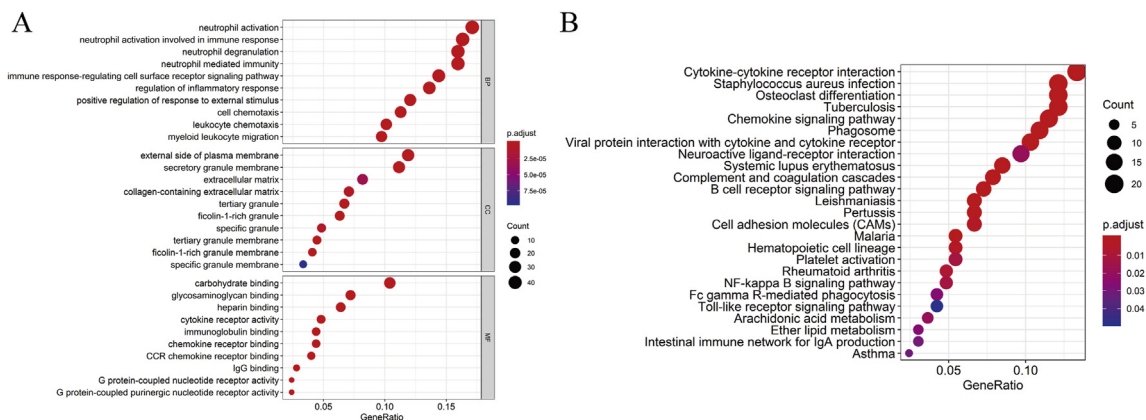 A
neutrophil activation
neutrophil activation involved in immune response
neutrophil degranulation
neutrophil mediated immunity
immune response-regulating cell surface receptor signaling pathway
regulation of inflammatory response
positive regulation of response to external stimulus
cell chemotaxis
leukocyte chemotaxis
myeloid leukocyte migration
BP
external side of plasma membrane
secretory granule membrane
extracellular matrix
collagen-containing extracellular matrix
tertiary granule
ficolin-1-rich granule
specific granule
tertiary granule membrane
ficolin-1-rich granule membrane
specific granule membrane
CC
carbohydrate binding
glycosaminoglycan binding
heparin binding
cytokine receptor activity
immunoglobulin binding
chemokine receptor binding
CCR chemokine receptor binding
IgG binding
G protein-coupled nucleotide receptor activity
G protein-coupled purinergic nucleotide receptor activity
MF
0.05 0.10 0.15
GeneRatio
p.adjust
2.5e-05
5.0e-05
7.5e-05
Count
10
20
30
40
B
Cytokine-cytokine receptor interaction
Staphylococcus aureus infection
Osteoclast differentiation
Tuberculosis
Chemokine signaling pathway
Phagosome
Viral protein interaction with cytokine and cytokine receptor
Neuroactive ligand-receptor interaction
Systemic lupus erythematosus
Complement and coagulation cascades
B cell receptor signaling pathway
Leishmaniasis
Pertussis
Cell adhesion molecules (CAMs)
Malaria
Hematopoietic cell lineage
Platelet activation
Rheumatoid arthritis
NF-kappa B signaling pathway
Fc gamma R-mediated phagocytosis
Toll-like receptor signaling pathway
Arachidonic acid metabolism
Ether lipid metabolism
Intestinal immune network for IgA production
Asthma
0.05 0.10
GeneRatio
Count
5
10
15
20
p.adjust
0.01
0.02
0.03
0.04